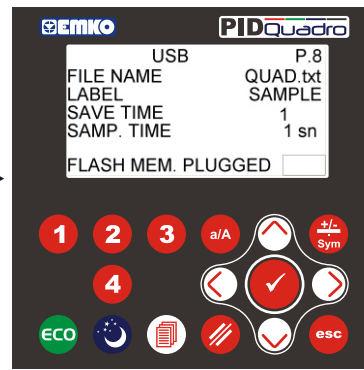 EMKO PIDQuadro
USB P.8
FILE NAME QUAD.txt
LABEL SAMPLE
SAVE TIME 1
SAMP. TIME 1 sn
FLASH MEM. PLUGGED
1 2 3 a/A +/- Sym
4
ECO esc